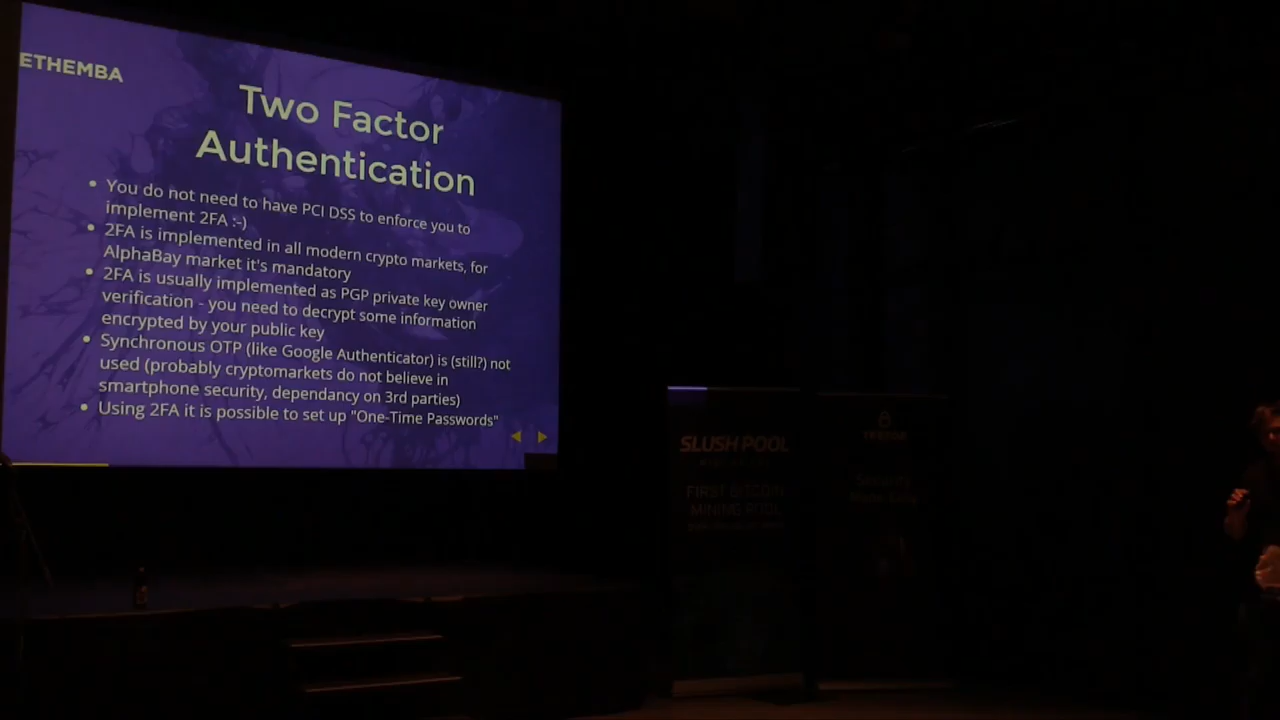 ETHEMBA
Two Factor
Authentication
• You do not need to have PCI DSS to enforce you to
implement 2FA :-)
• 2FA is implemented in all modern crypto markets, for
AlphaBay market it's mandatory
• 2FA is usually implemented as PGP private key owner
verification - you need to decrypt some information
encrypted by your public key
• Synchronous OTP (like Google Authenticator) is (still?) not
used (probably cryptomarkets do not believe in
smartphone security, dependancy on 3rd parties)
• Using 2FA it is possible to set up "One-Time Passwords"
SLUSH POOL
FIRST BITCOIN
MINING POOL